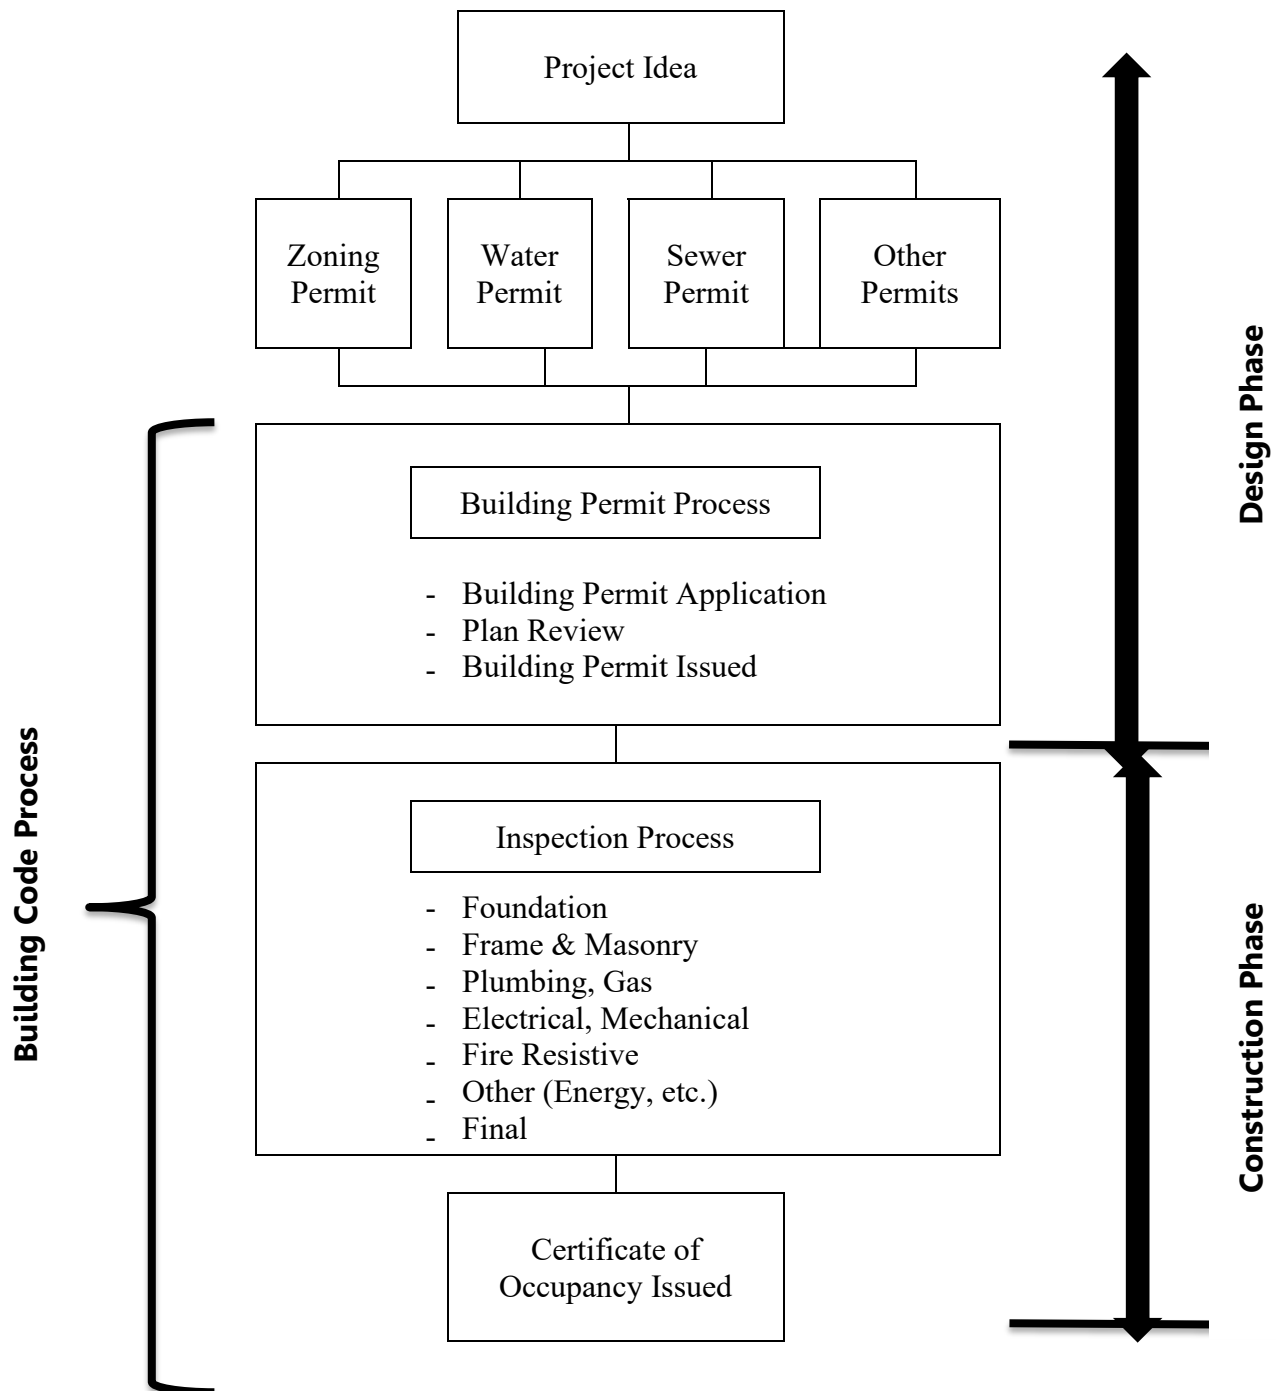 Project Idea
Zoning
Permit
Water
Permit
Sewer
Permit
Other
Permits
Building Permit Process
- Building Permit Application
- Plan Review
- Building Permit Issued
Inspection Process
- Foundation
- Frame & Masonry
- Plumbing, Gas
- Electrical, Mechanical
- Fire Resistive
- Other (Energy, etc.)
- Final
Certificate of
Occupancy Issued
Building Code Process
Design Phase
Construction Phase